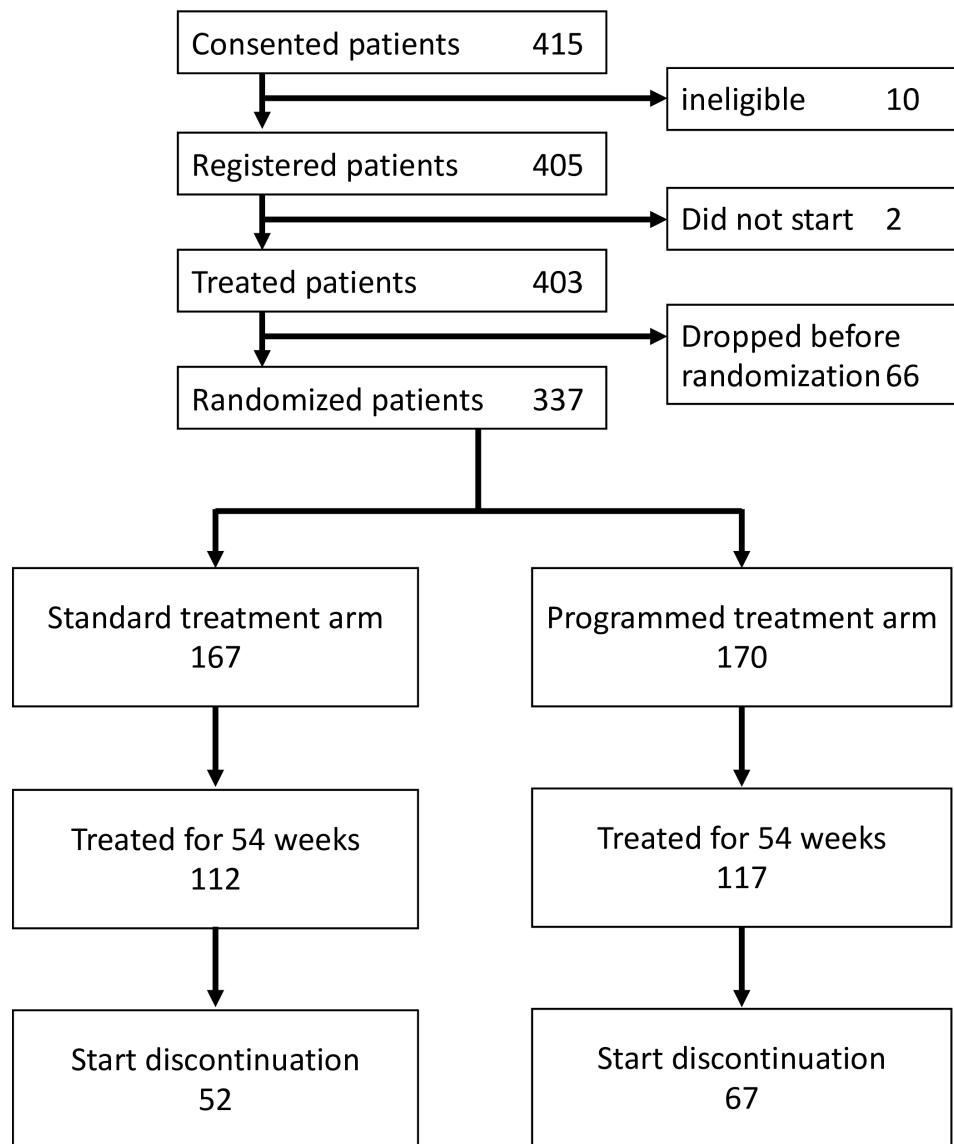 Consented patients 415
ineligible 10
Registered patients 405
Did not start 2
Treated patients 403
Dropped before
randomization 66
Randomized patients 337
Standard treatment arm
167
Programmed treatment arm
170
Treated for 54 weeks
112
Treated for 54 weeks
117
Start discontinuation
52
Start discontinuation
67